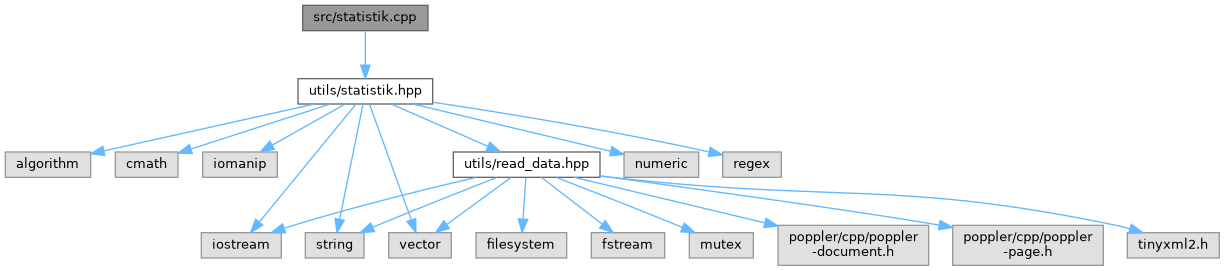 src/statistik.cpp
utils/statistik.hpp
algorithm
cmath
iomanip
utils/read_data.hpp
numeric
regex
iostream
string
vector
filesystem
fstream
mutex
poppler/cpp/poppler
-document.h
poppler/cpp/poppler
-page.h
tinyxml2.h